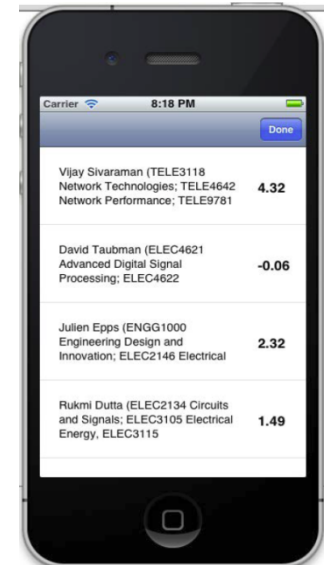 Carrier 8:18 PM
Done
Vijay Sivaraman (TELE3118
Network Technologies; TELE4642
Network Performance; TELE9781
4.32
David Taubman (ELEC4621
Advanced Digital Signal
Processing; ELEC4622
-0.06
Julien Epps (ENGG1000
Engineering Design and
Innovation; ELEC2146 Electrical
2.32
Rukmi Dutta (ELEC2134 Circuits
and Signals; ELEC3105 Electrical
Energy, ELEC3115
1.49